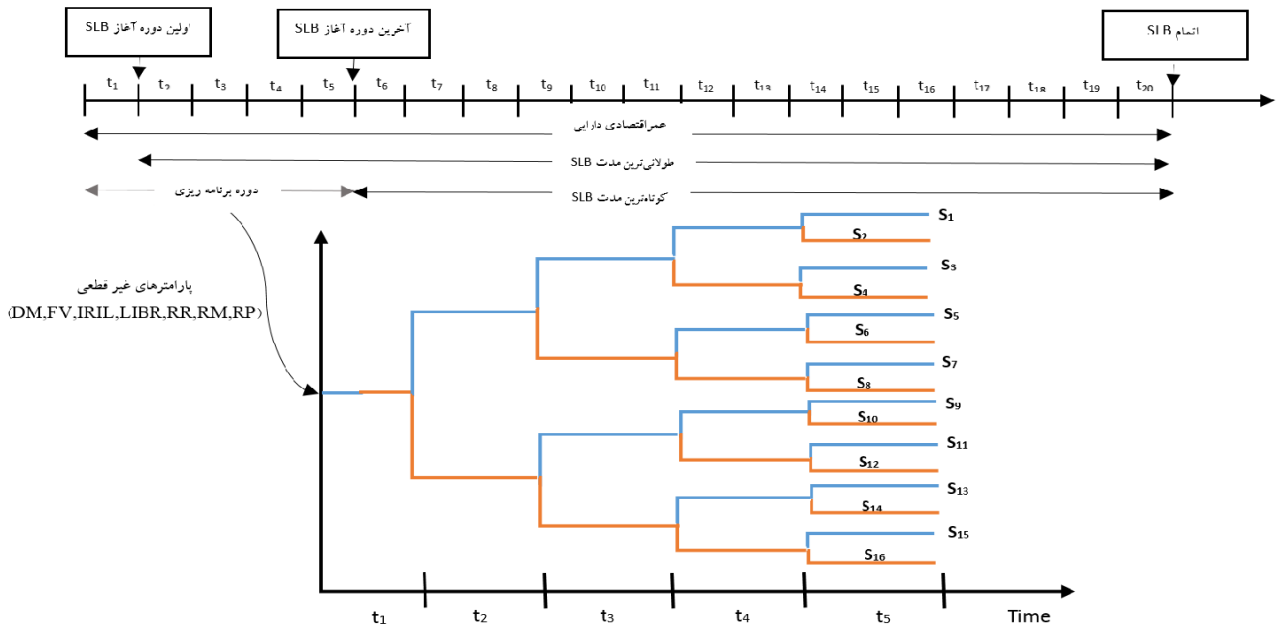 اولین دوره آغاز SLB
آخرین دوره آغاز SLB
اتمام SLB
t1 t2 t3 t4 t5 t6 t7 t8 t9 t10 t11 t12 t13 t14 t15 t16 t17 t18 t19 t20
عمراقتصادی دارایی
طولانی‌ترین مدت SLB
دوره برنامه ریزی
کوتاه‌ترین مدت SLB
پارامترهای غیر قطعی
(DM,FV,IRIL,LIBR,RR,RM,RP)
S1
S2
S3
S4
S5
S6
S7
S8
S9
S10
S11
S12
S13
S14
S15
S16
t1 t2 t3 t4 t5 Time